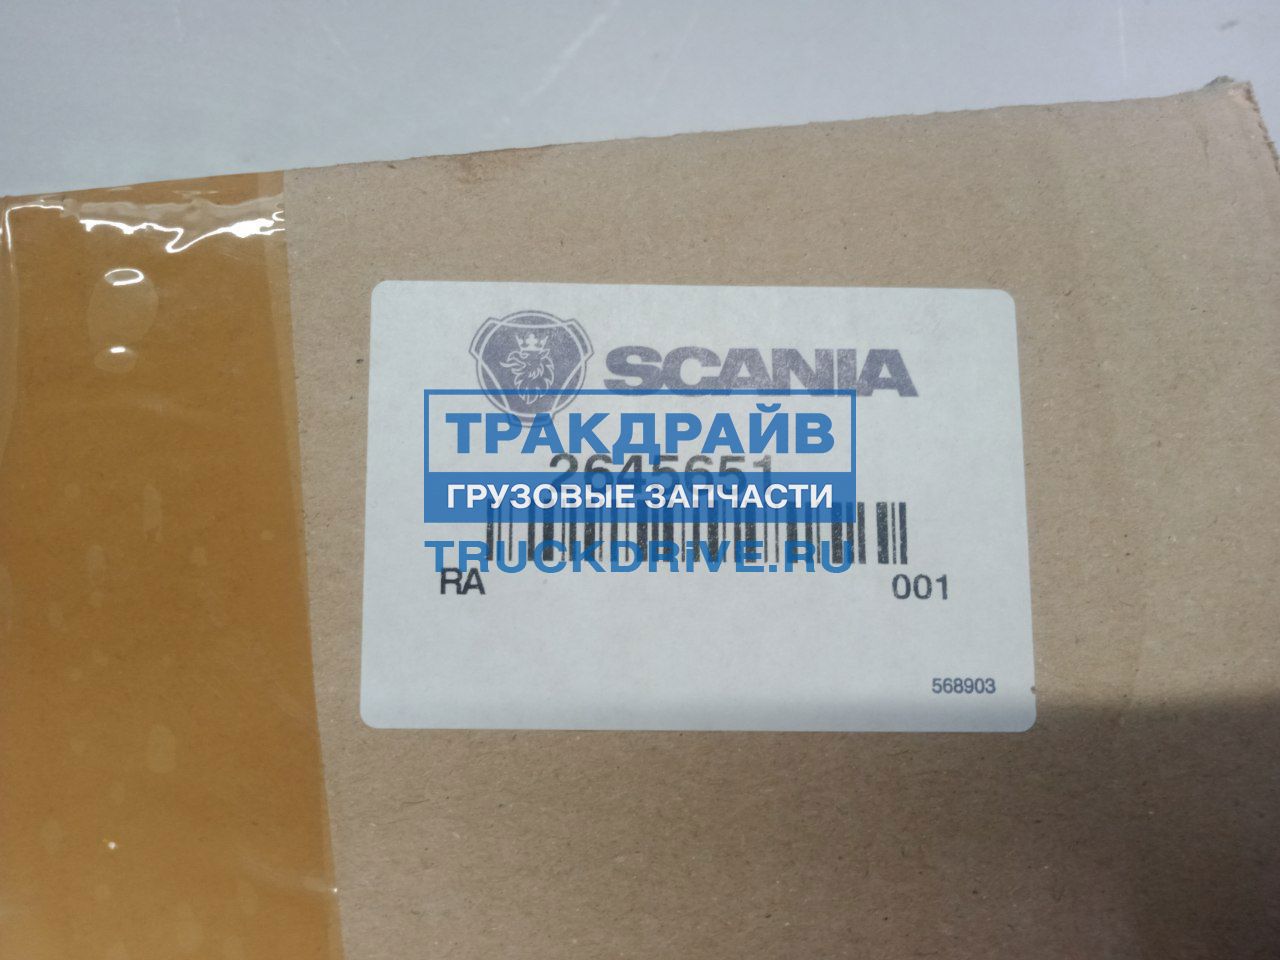 SCANIA
ТРАКДРАЙВ
2645651
ГРУЗОВЫЕ ЗАПЧАСТИ
TRUCKDRiVE.RU
RA
001
568903